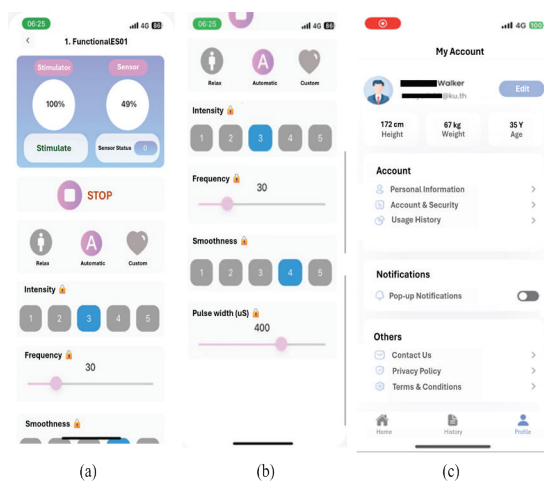 06:25
4G 86
1. FunctionalES01
Stimulator Sensor
100% 49%
Stimulate Sensor Status 0
STOP
Relax A Automatic Custom
Intensity
1 2 3 4 5
Frequency
30
Smoothness
(a)
06:25
4G 86
A
Relax Automatic Custom
Intensity
1 2 3 4 5
Frequency
30
Smoothness
1 2 3 4 5
Pulse width (uS)
400
(b)
4G 100
My Account
Walker
@ku.th
Edit
172 cm 67 kg 35 Y
Height Weight Age
Account
Personal Information
Account & Security
Usage History
Notifications
Pop-up Notifications
Others
Contact Us
Privacy Policy
Terms & Conditions
Home History Profile
(c)